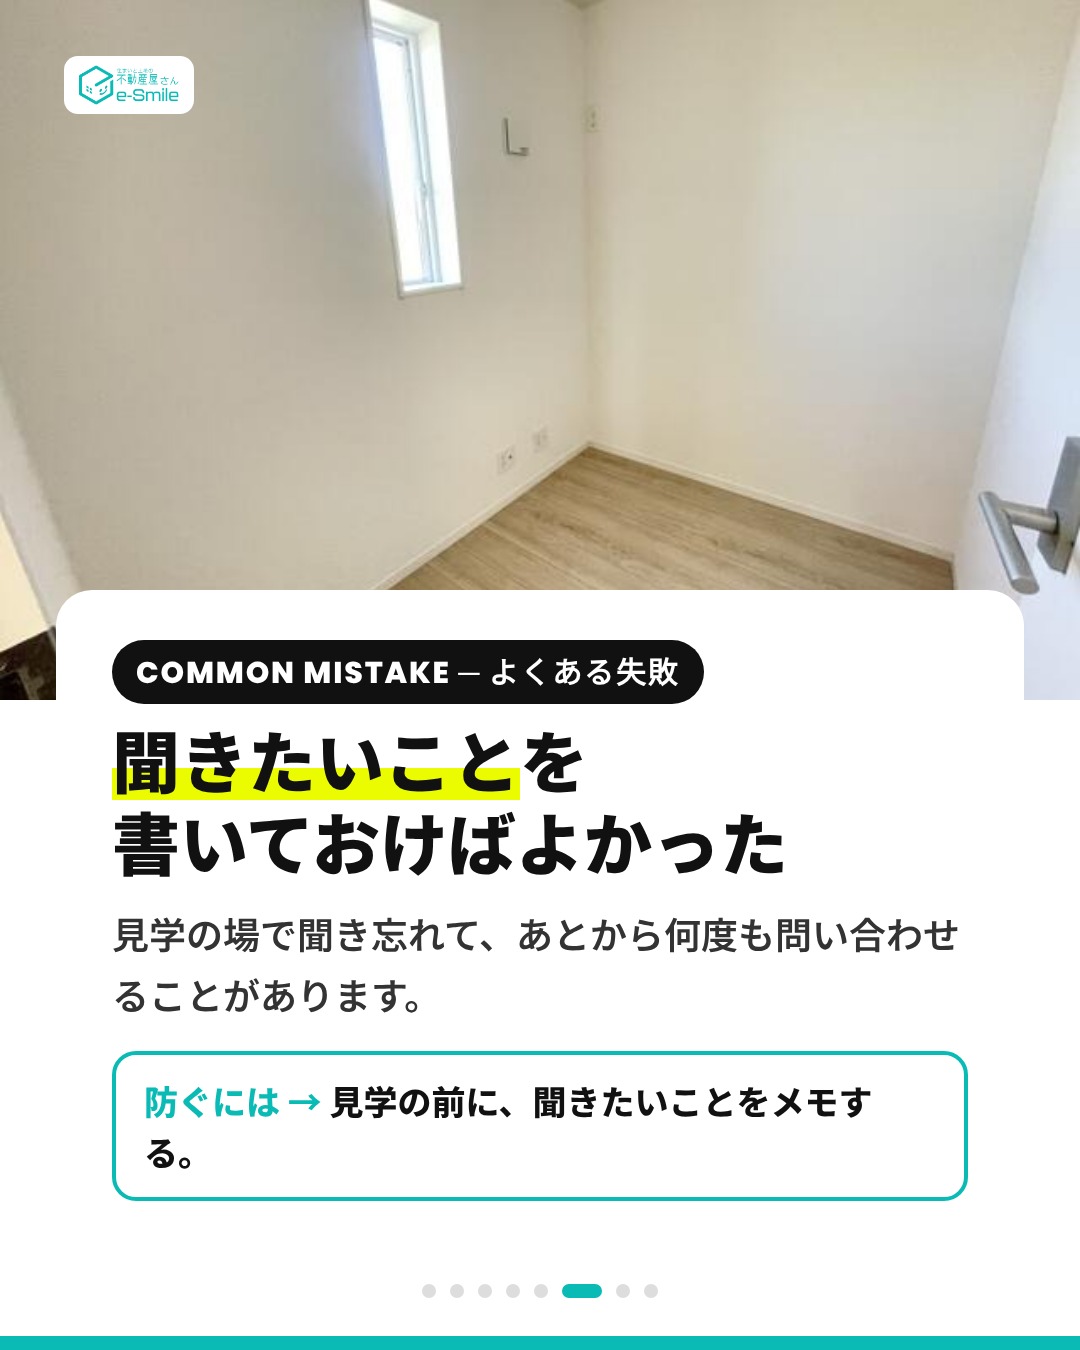 不動産屋さん
e-Smile
COMMON MISTAKE — よくある失敗
聞きたいことを
書いておけばよかった
見学の場で聞き忘れて、あとから何度も問い合わせ
ることがあります。
防ぐには → 見学の前に、聞きたいことをメモす
る。